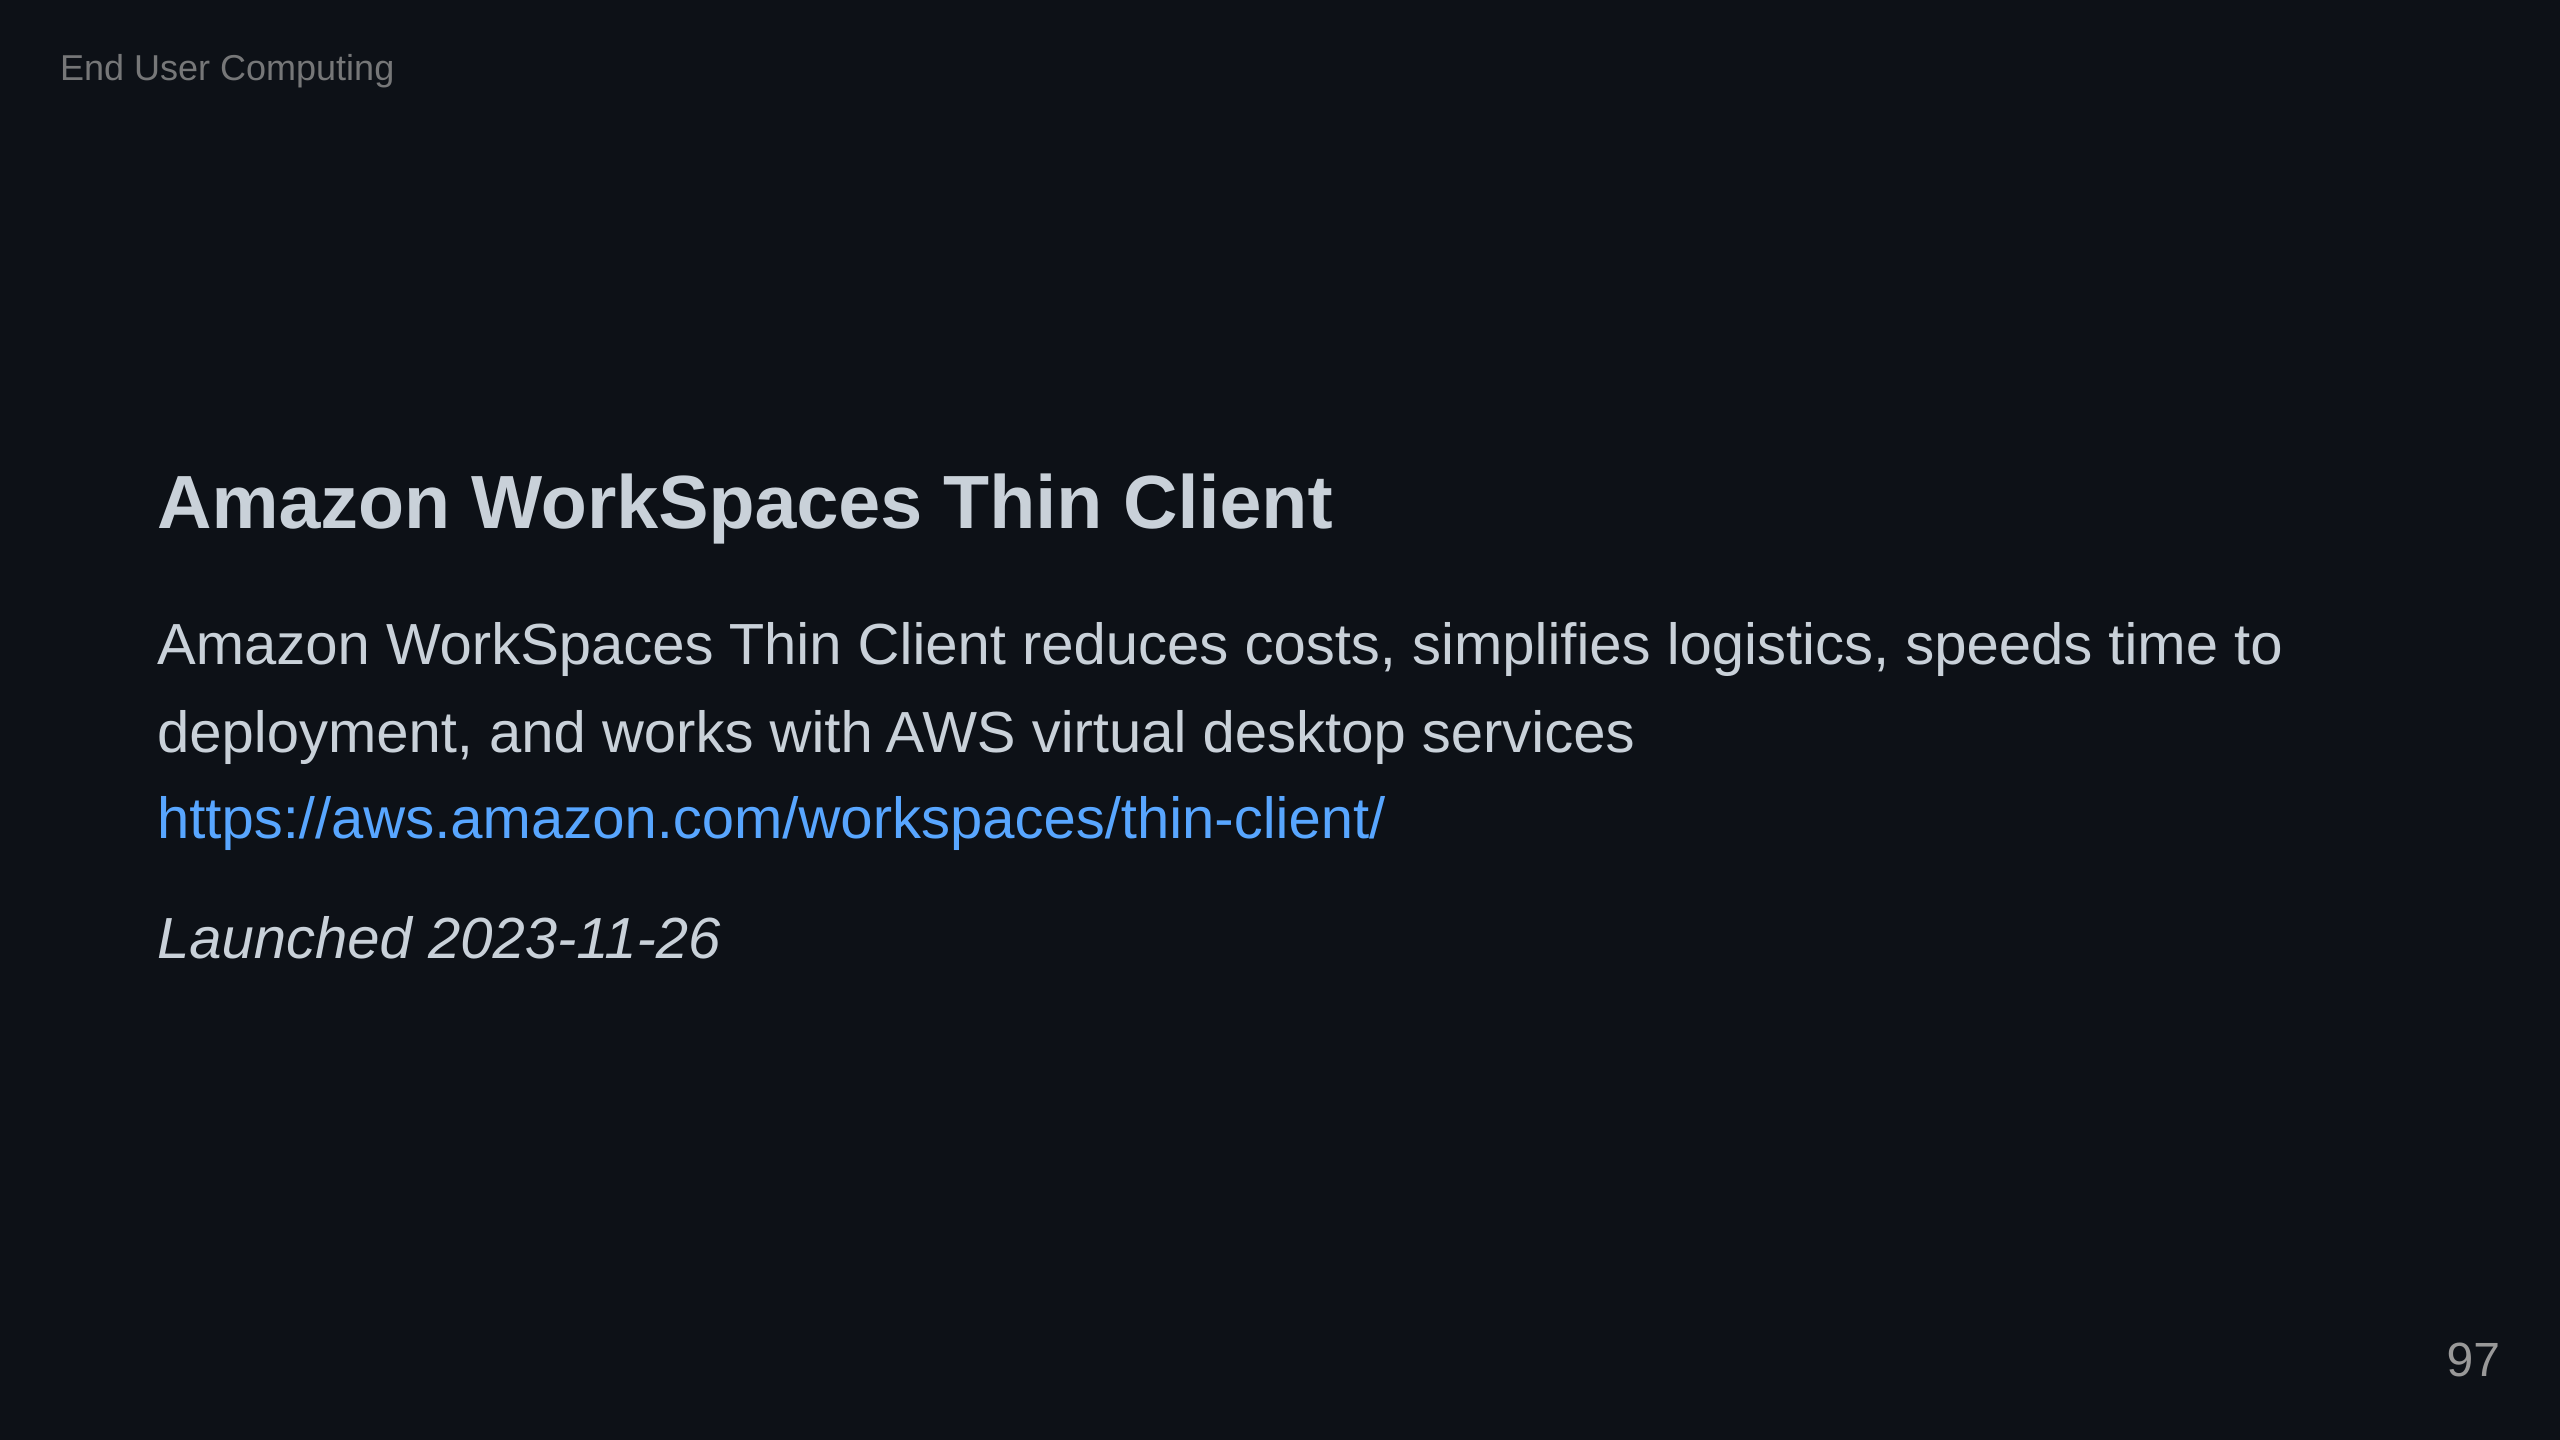 End User Computing
Amazon WorkSpaces Thin Client
Amazon WorkSpaces Thin Client reduces costs, simplifies logistics, speeds time to
deployment, and works with AWS virtual desktop services
https://aws.amazon.com/workspaces/thin-client/
Launched 2023-11-26
97